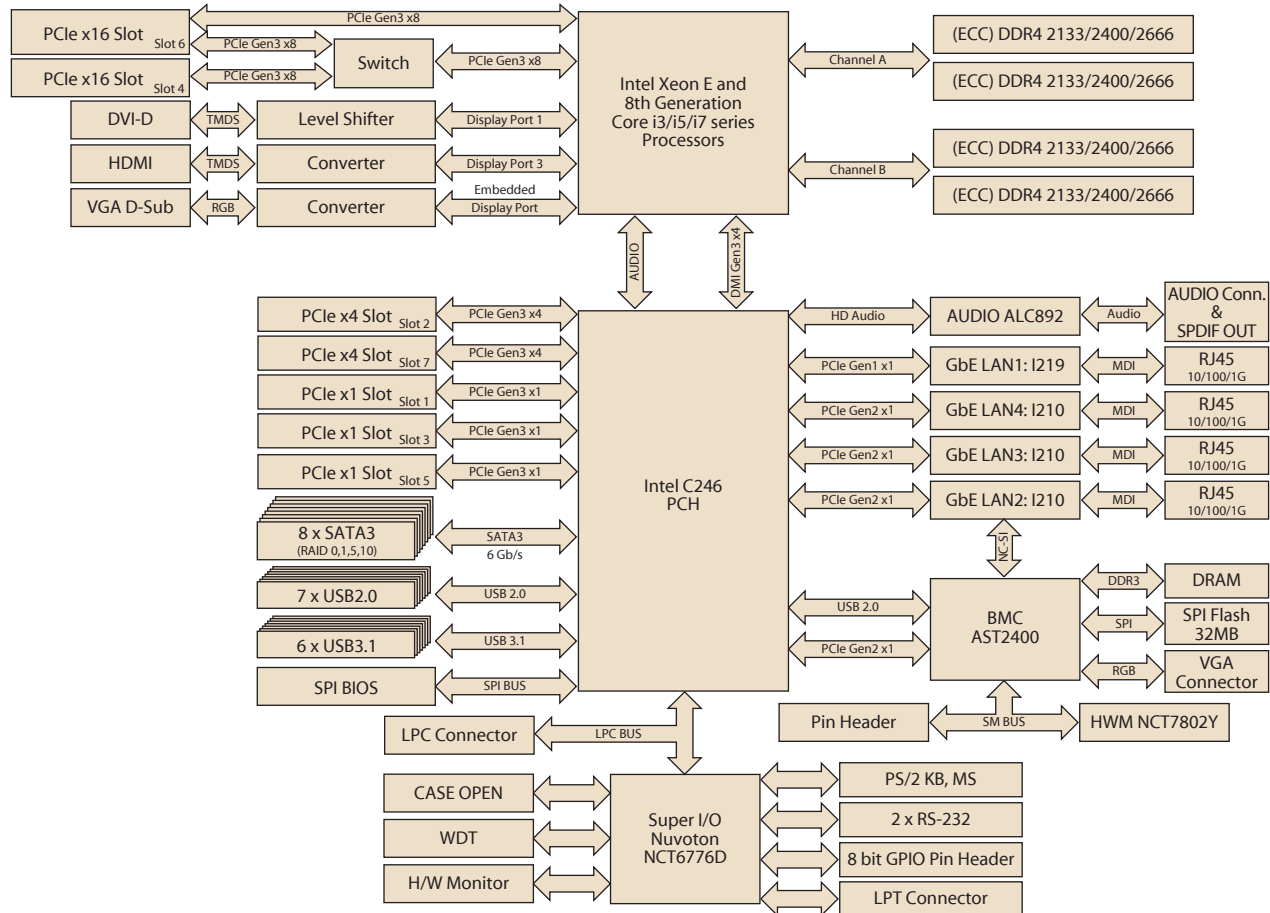 PCIe Gen3 x8
PCIe x16 Slot Slot 6
PCIe Gen3 x8
Switch
PCIe Gen3 x8
PCIe x16 Slot Slot 4
PCIe Gen3 x8
DVI-D
TMDS
Level Shifter
Display Port 1
HDMI
TMDS
Converter
Display Port 3
VGA D-Sub
RGB
Converter
Embedded
Display Port
Intel Xeon E and
8th Generation
Core i3/i5/i7 series
Processors
Channel A
(ECC) DDR4 2133/2400/2666
(ECC) DDR4 2133/2400/2666
Channel B
(ECC) DDR4 2133/2400/2666
(ECC) DDR4 2133/2400/2666
AUDIO
DMI Gen3 x4
PCIe x4 Slot Slot 2
PCIe Gen3 x4
PCIe x4 Slot Slot 7
PCIe Gen3 x4
PCIe x1 Slot Slot 1
PCIe Gen3 x1
PCIe x1 Slot Slot 3
PCIe Gen3 x1
PCIe x1 Slot Slot 5
PCIe Gen3 x1
8 x SATA3
(RAID 0,1,5,10)
SATA3
6 Gb/s
7 x USB2.0
USB 2.0
6 x USB3.1
USB 3.1
SPI BIOS
SPI BUS
Intel C246
PCH
HD Audio
AUDIO ALC892
Audio
AUDIO Conn.
&
SPDIF OUT
PCIe Gen1 x1
GbE LAN1: I219
MDI
RJ45
10/100/1G
PCIe Gen2 x1
GbE LAN4: I210
MDI
RJ45
10/100/1G
PCIe Gen2 x1
GbE LAN3: I210
MDI
RJ45
10/100/1G
PCIe Gen2 x1
GbE LAN2: I210
MDI
RJ45
10/100/1G
NC-SI
USB 2.0
PCIe Gen2 x1
BMC
AST2400
DDR3
DRAM
SPI
SPI Flash
32MB
RGB
VGA
Connector
Pin Header
SM BUS
HWM NCT7802Y
LPC Connector
LPC BUS
CASE OPEN
WDT
H/W Monitor
Super I/O
Nuvoton
NCT6776D
PS/2 KB, MS
2 x RS-232
8 bit GPIO Pin Header
LPT Connector